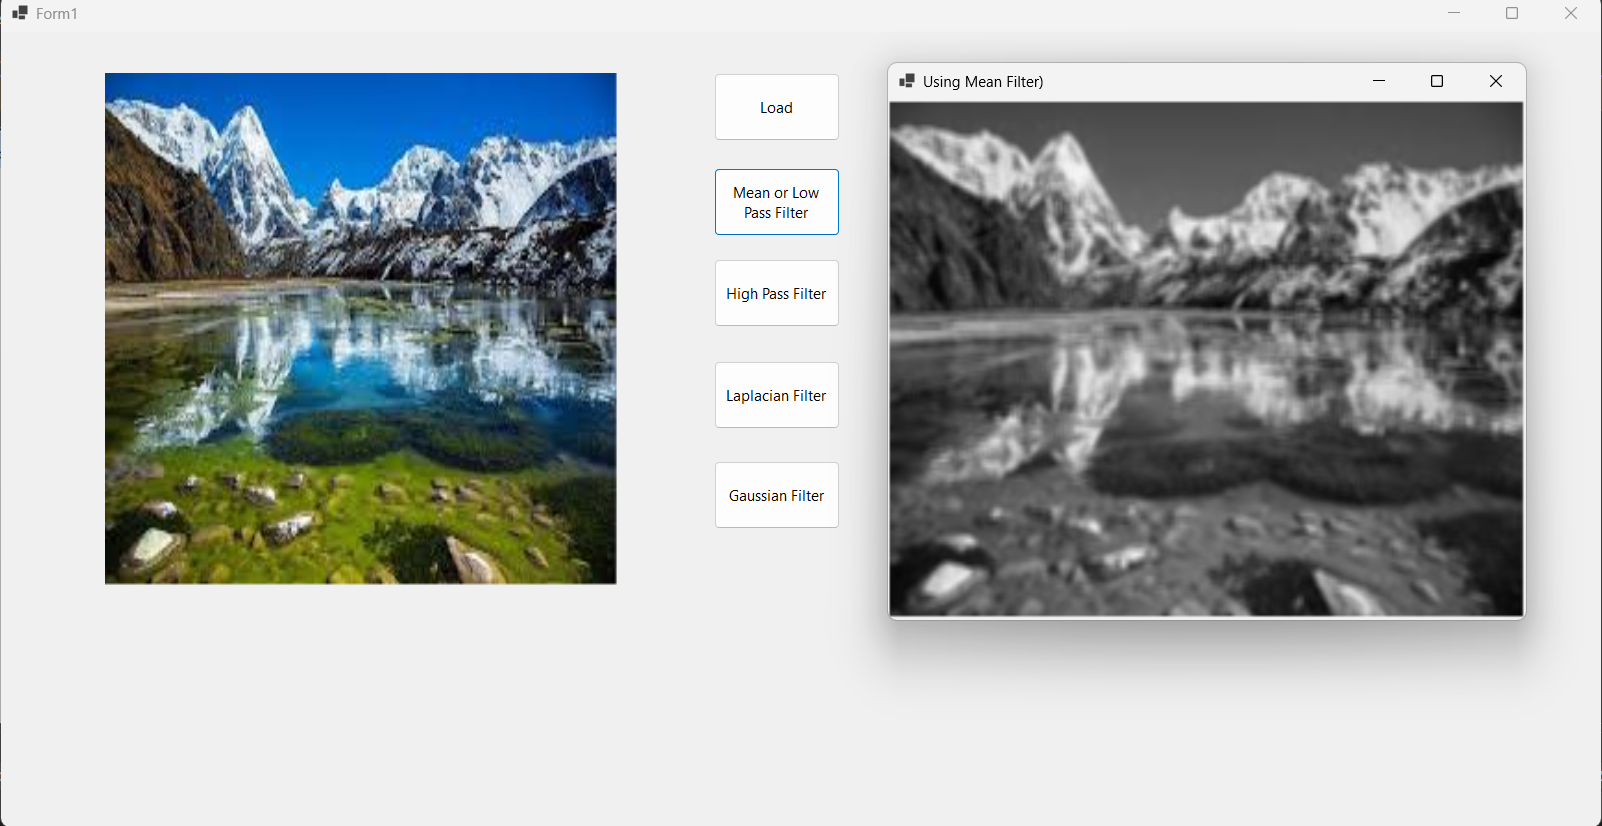 Form1
Load
Mean or Low
Pass Filter
High Pass Filter
Laplacian Filter
Gaussian Filter
Using Mean Filter)